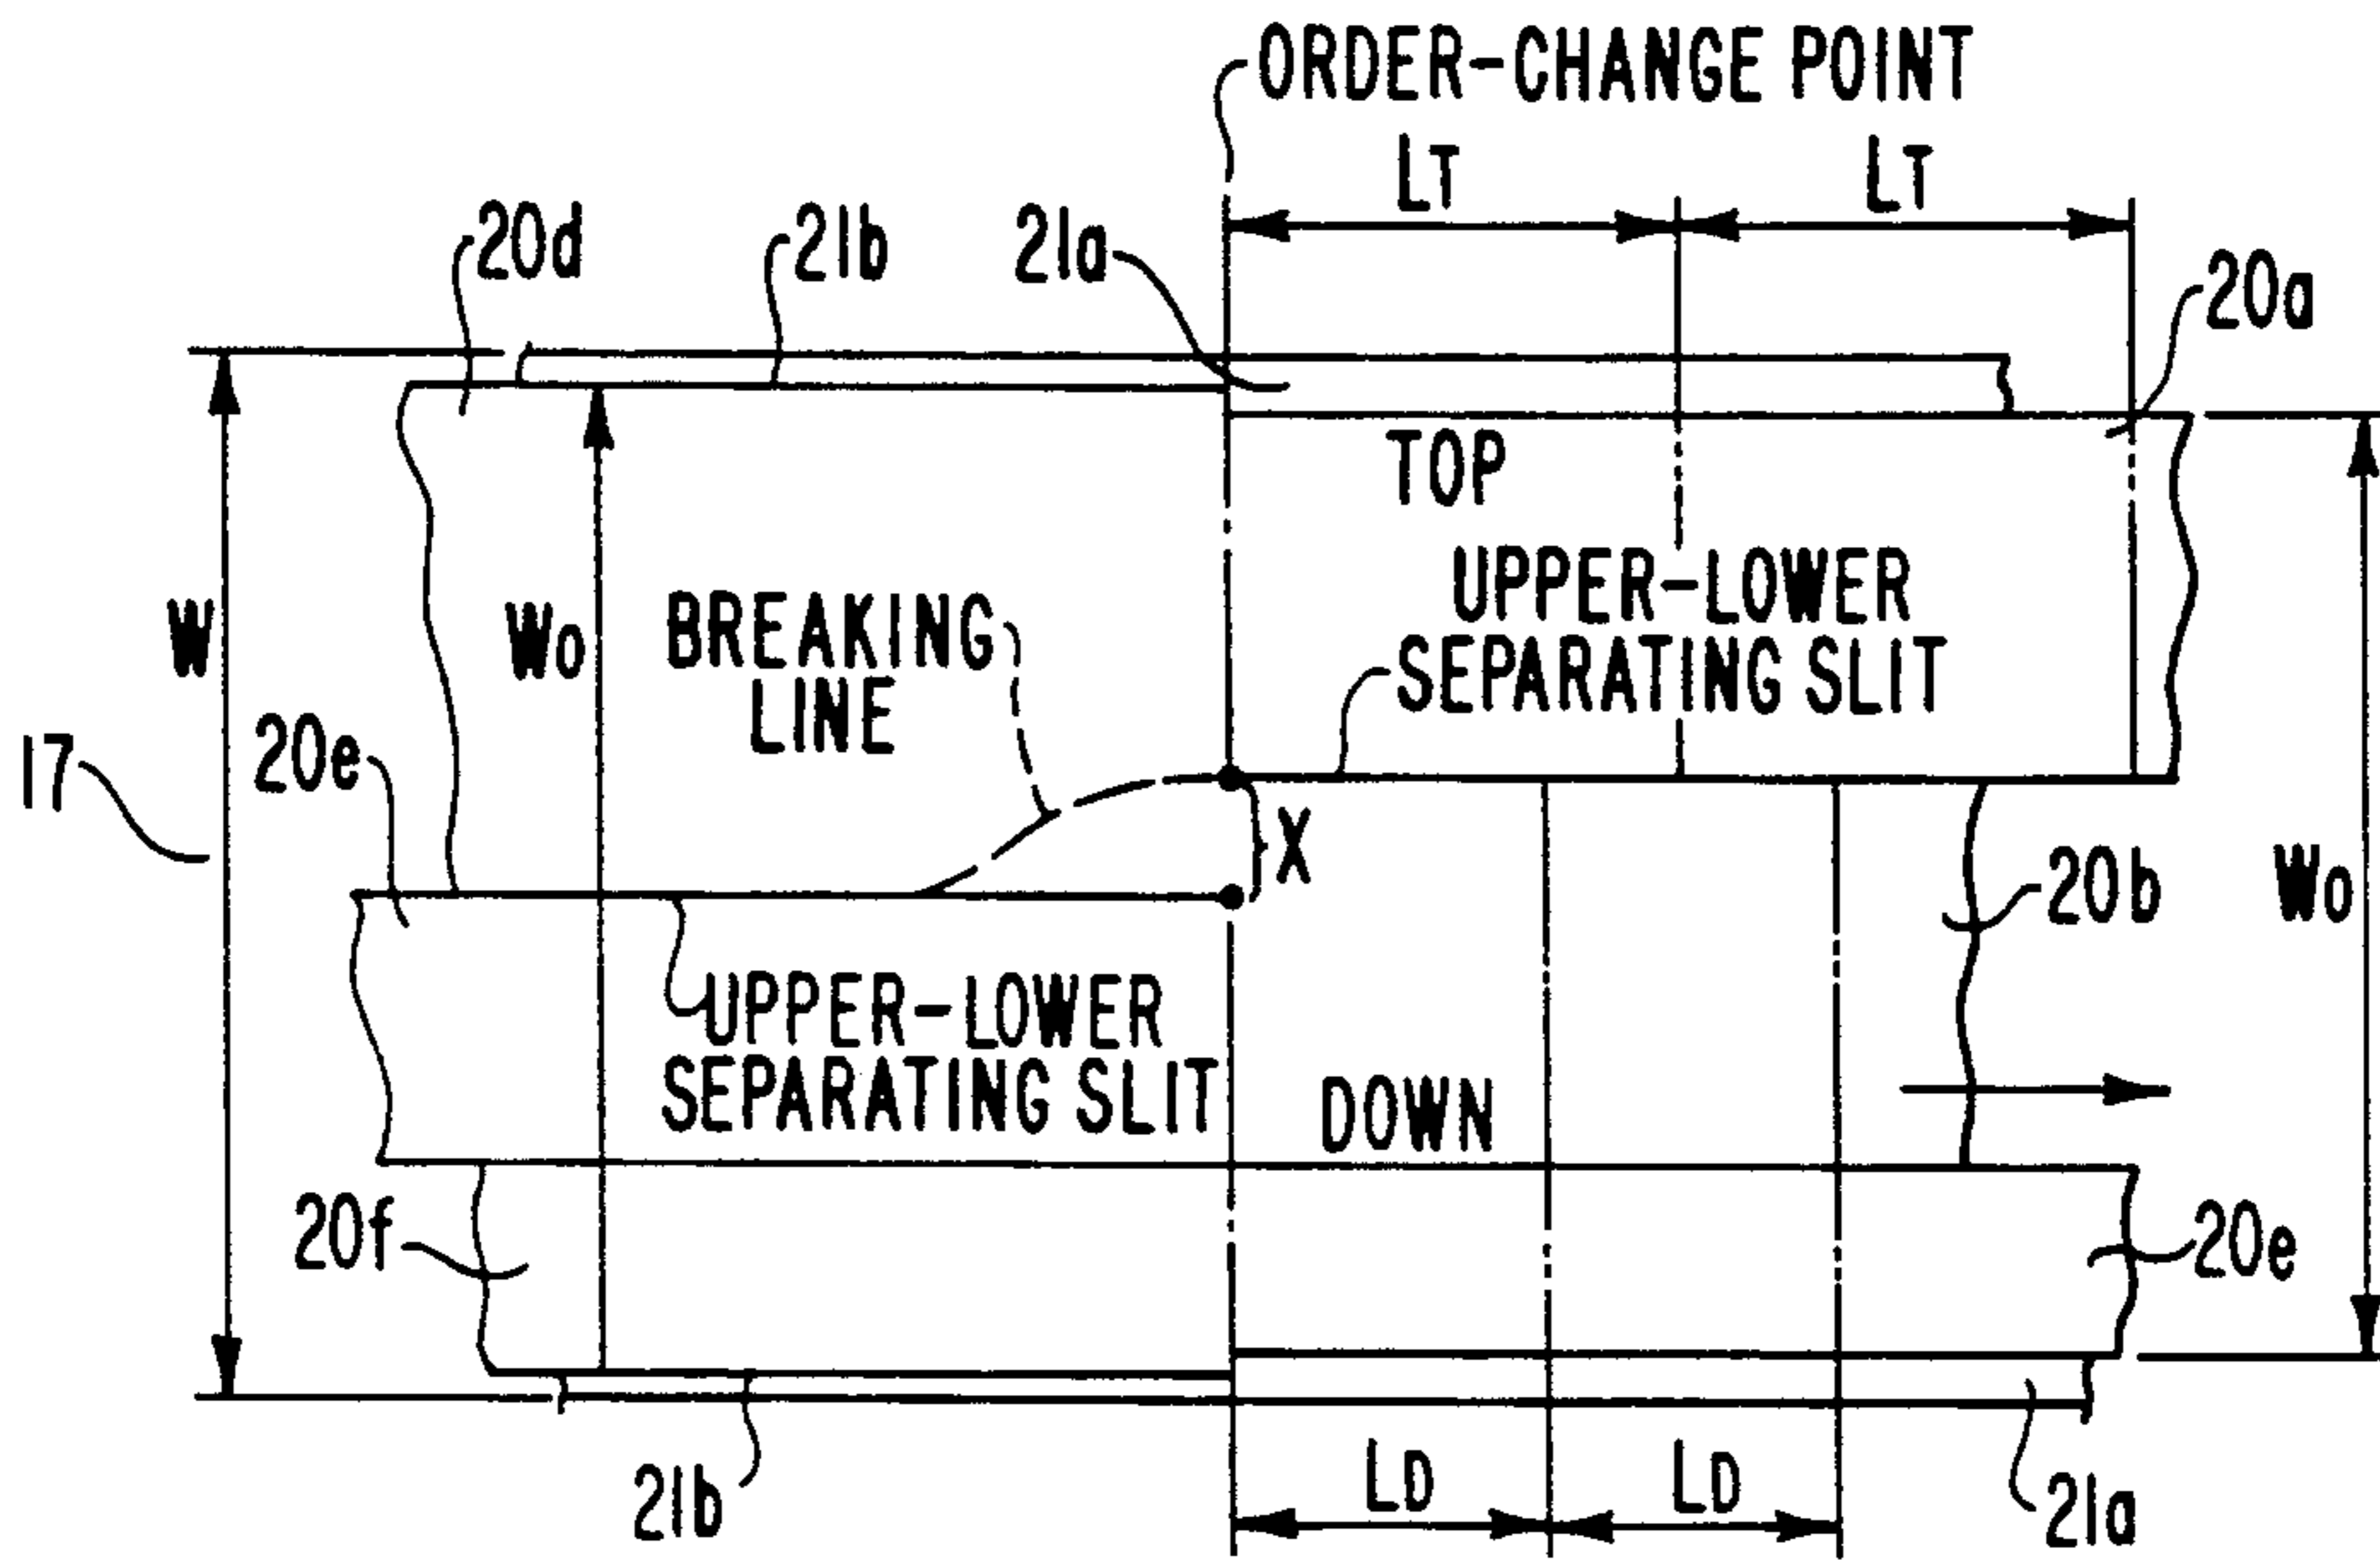 ORDER-CHANGE POINT
LT LT
20d 21b 21a 20a
TOP
W Wo BREAKING LINE
UPPER-LOWER
SEPARATING SLIT
17 20e X 20b Wo
UPPER-LOWER
SEPARATING SLIT
DOWN
20f 20e
LD LD
21b 21a